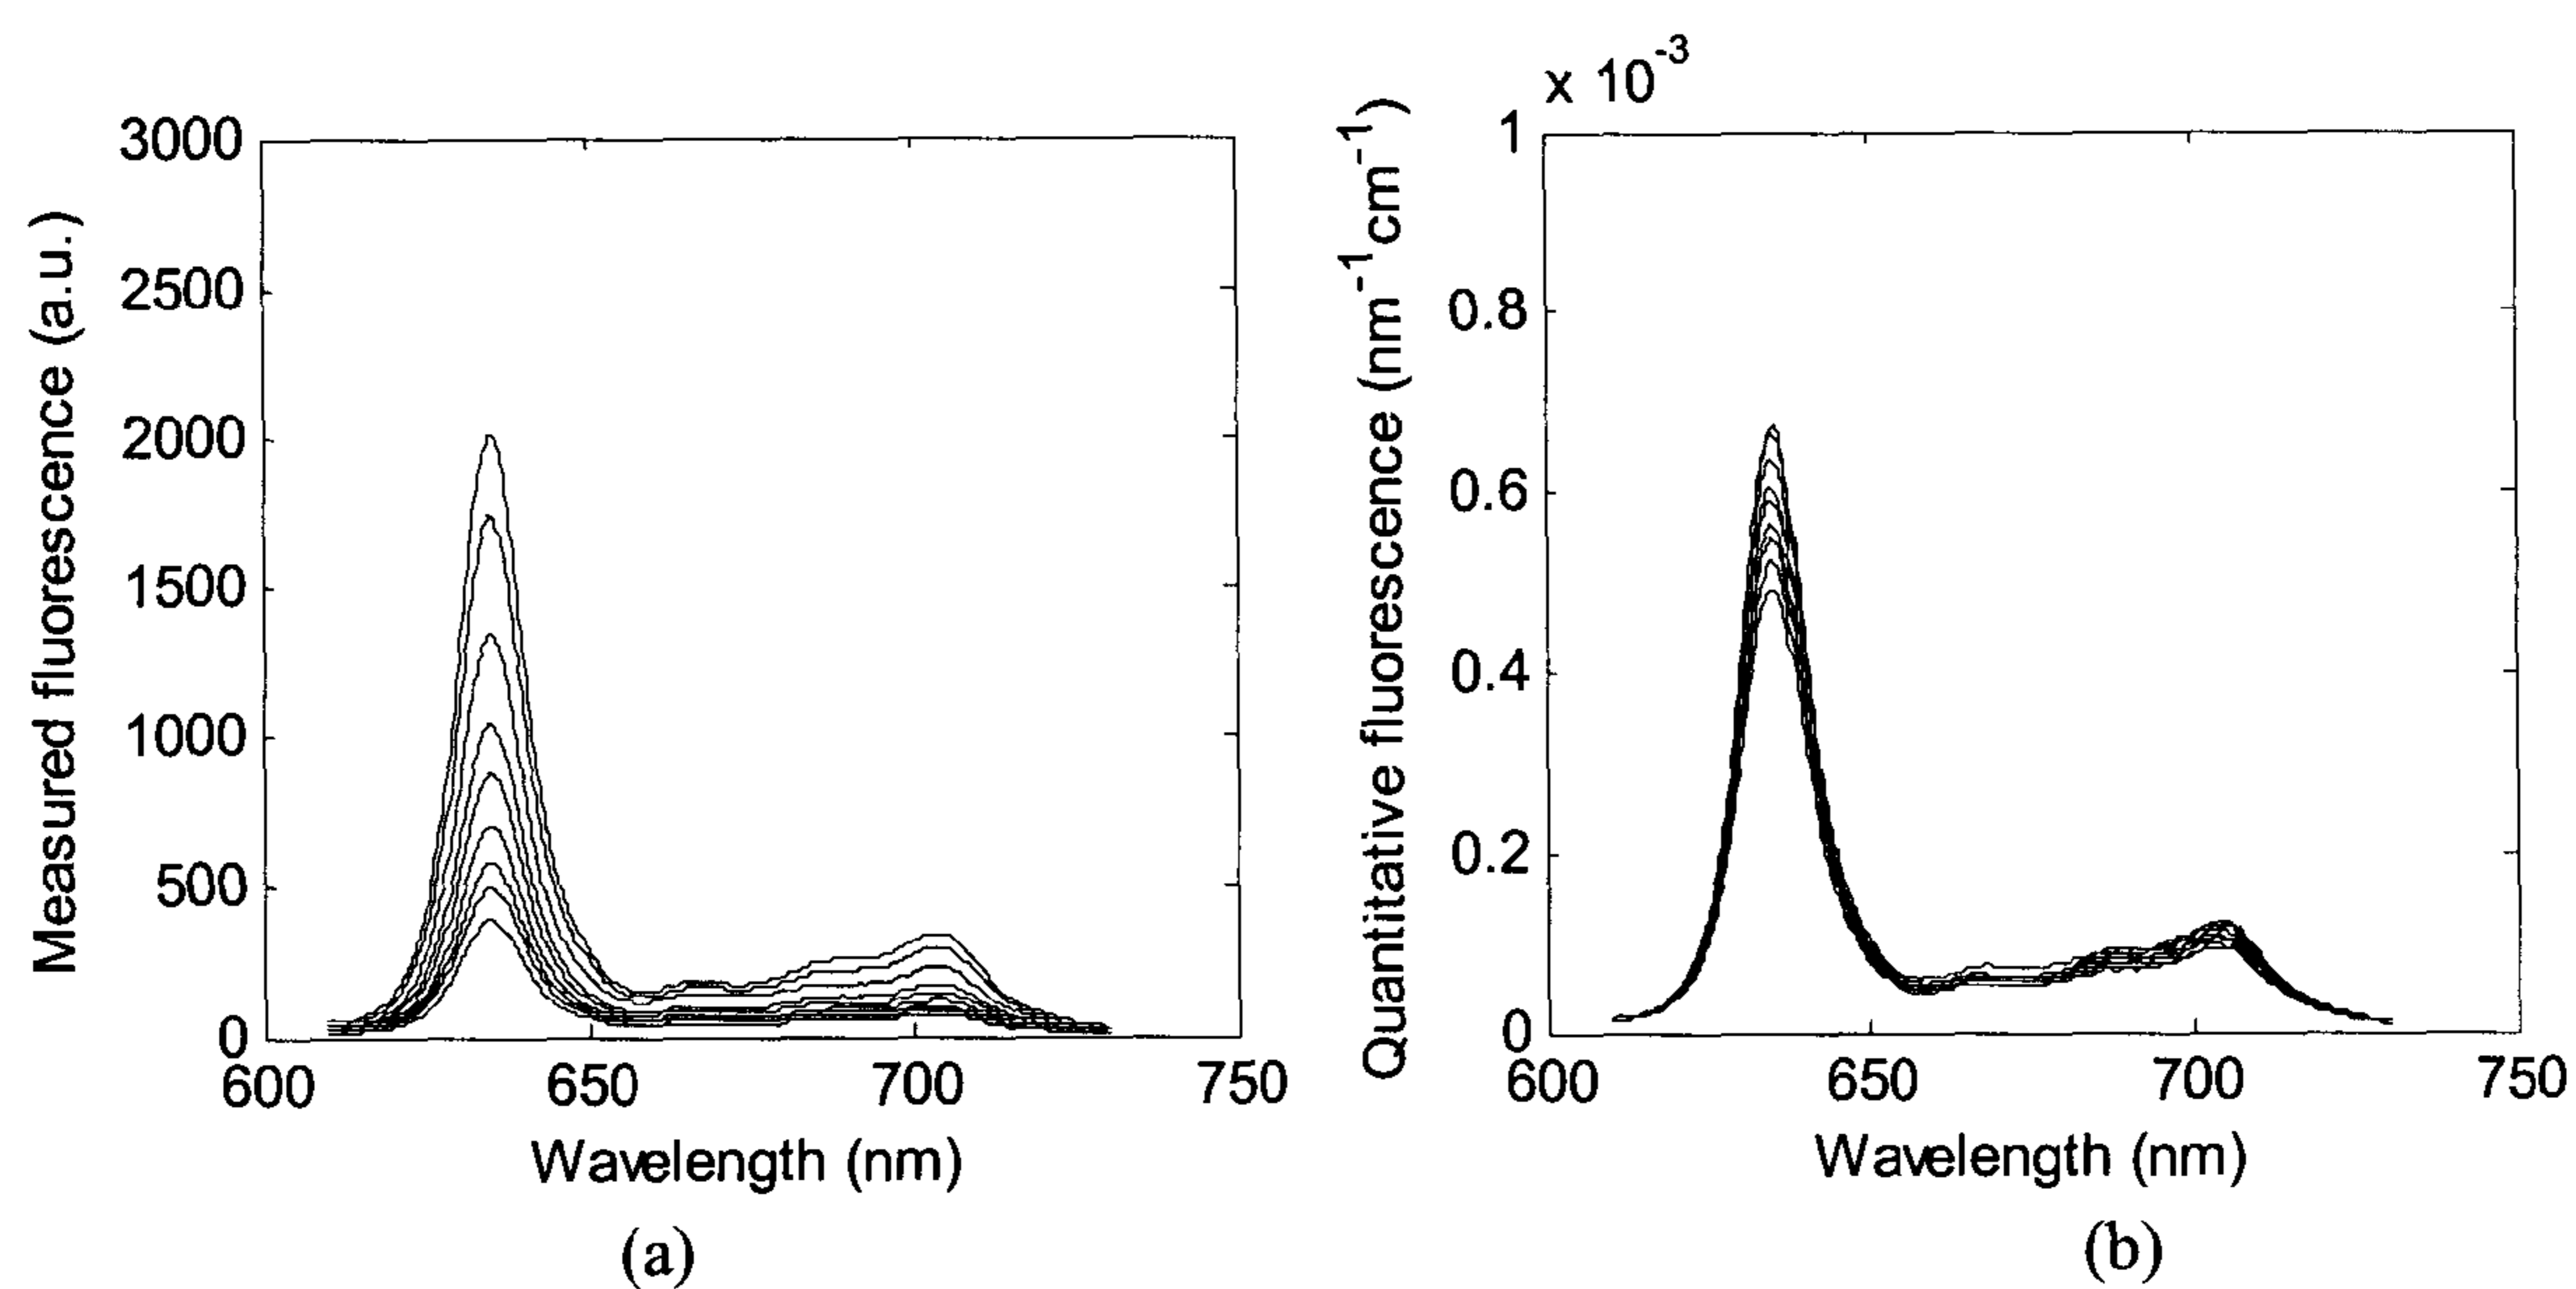 Measured fluorescence (a.u.)
3000
2500
2000
1500
1000
500
0
600 650 700 750
Wavelength (nm)
(a)
x 10-3
Quantitative fluorescence (nm-1cm-1)
1
0.8
0.6
0.4
0.2
0
600 650 700 750
Wavelength (nm)
(b)